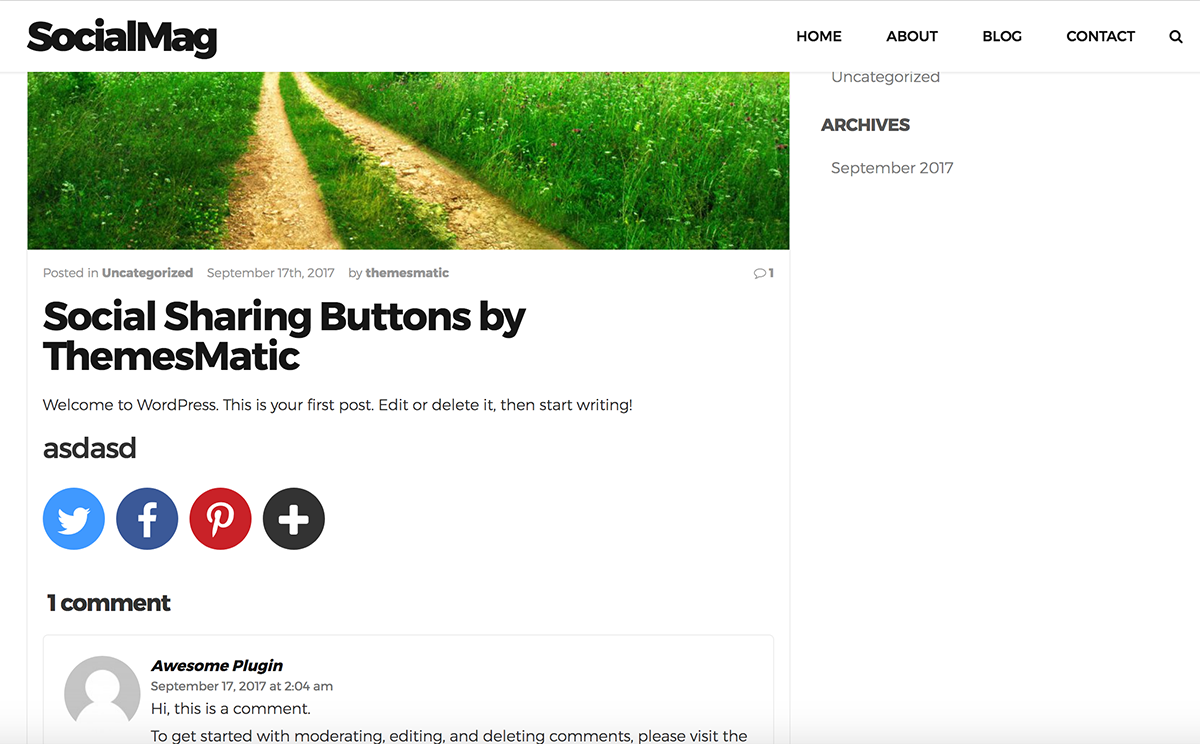 SocialMag
HOME ABOUT BLOG CONTACT
Uncategorized
ARCHIVES
September 2017
Posted in Uncategorized September 17th, 2017 by themesmatic 1
Social Sharing Buttons by
ThemesMatic
Welcome to WordPress. This is your first post. Edit or delete it, then start writing!
asdasd
1 comment
Awesome Plugin
September 17, 2017 at 2:04 am
Hi, this is a comment.
To get started with moderating, editing, and deleting comments, please visit the